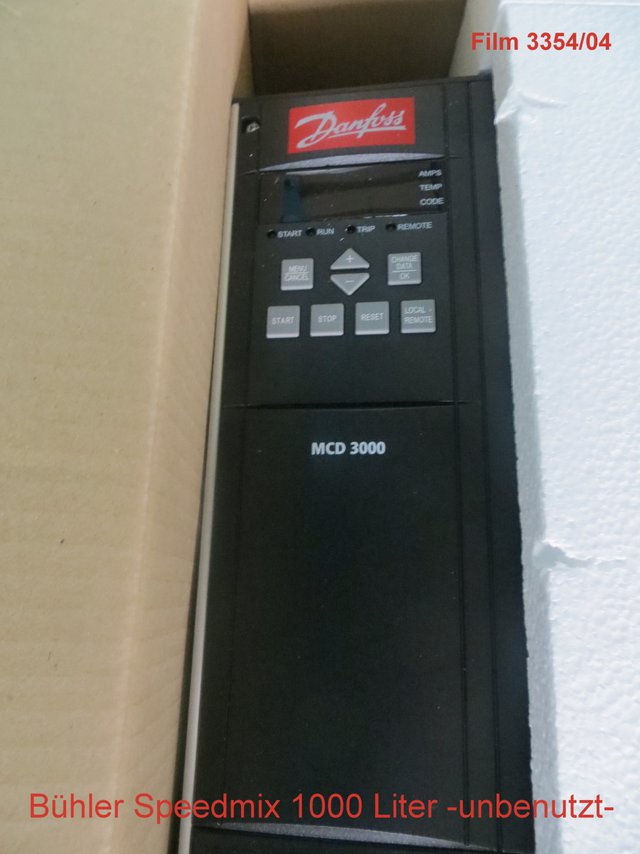 Film 3354/04
Danfoss
AMPS
TEMP
CODE
START RUN TRIP REMOTE
MENU
CANCEL
+
−
CHANGE
DATA
OK
START
STOP
RESET
LOCAL -
REMOTE
MCD 3000
Bühler Speedmix 1000 Liter -unbenutzt-